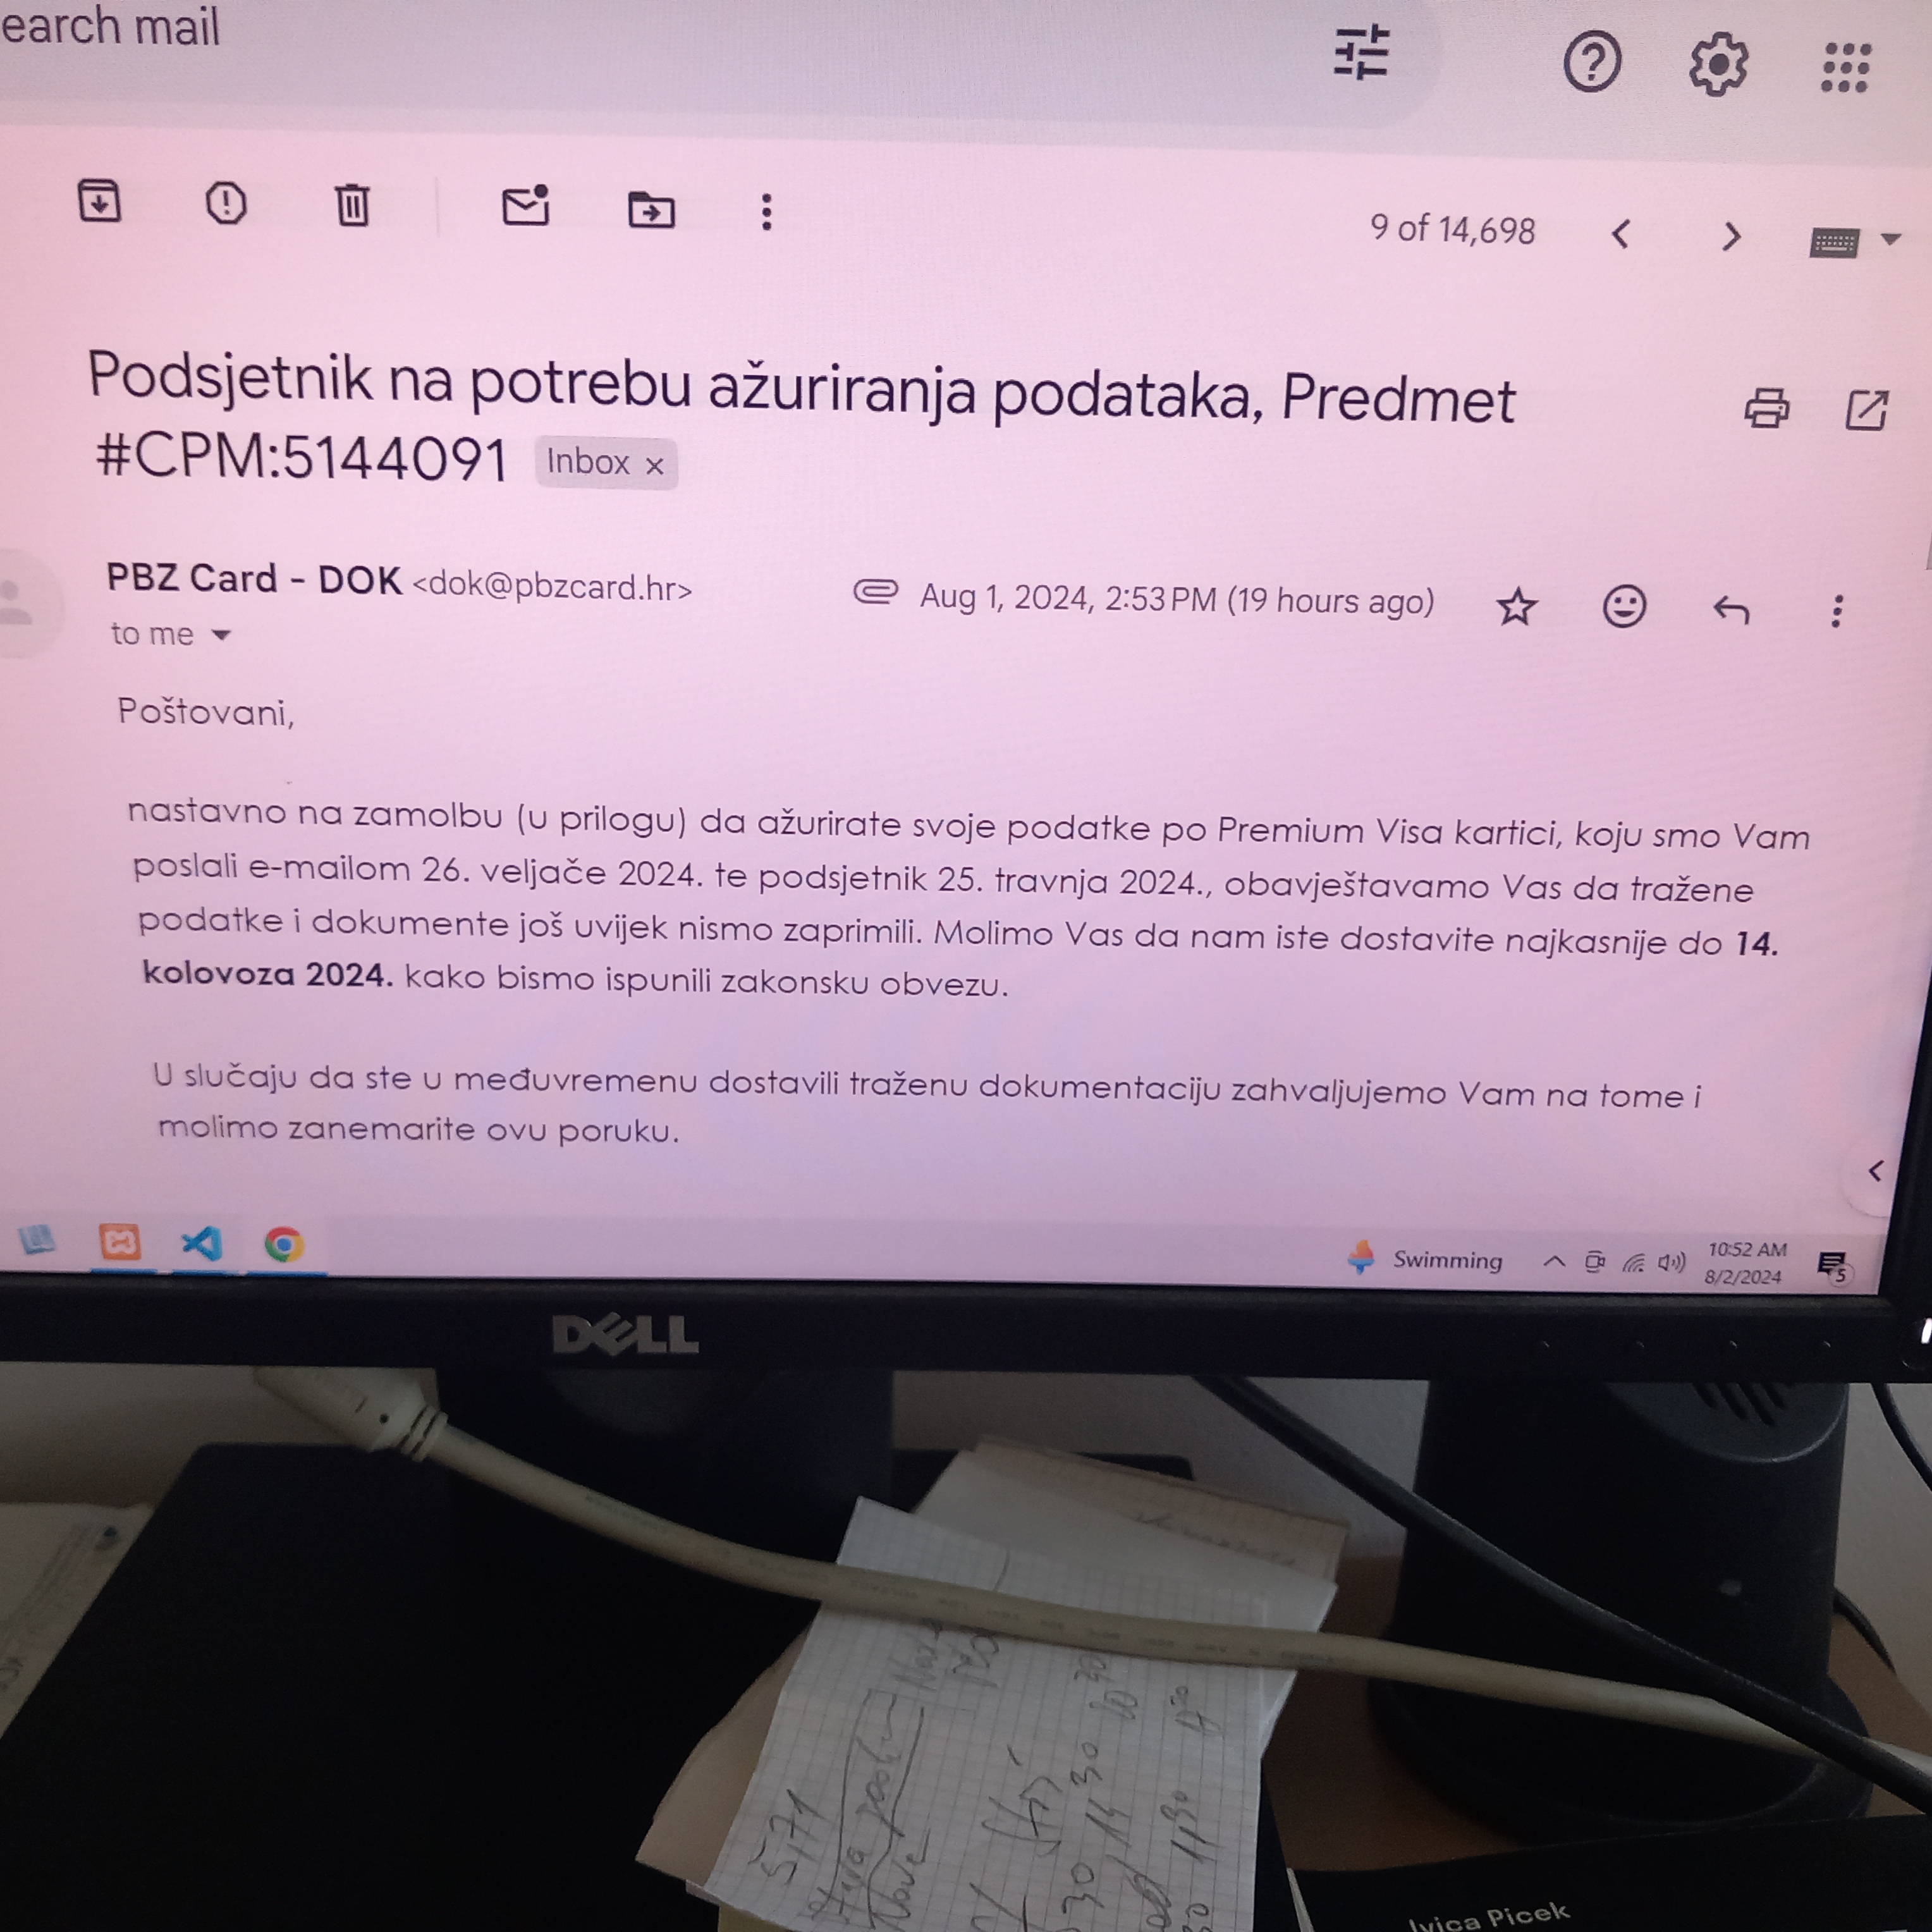 earch mail
9 of 14,698
Podsjetnik na potrebu ažuriranja podataka, Predmet
#CPM:5144091 Inbox ×
PBZ Card - DOK <dok@pbzcard.hr> Aug 1, 2024, 2:53 PM (19 hours ago)
to me
Poštovani,
nastavno na zamolbu (u prilogu) da ažurirate svoje podatke po Premium Visa kartici, koju smo Vam
poslali e-mailom 26. veljače 2024. te podsjetnik 25. travnja 2024., obavještavamo Vas da tražene
podatke i dokumente još uvijek nismo zaprimili. Molimo Vas da nam iste dostavite najkasnije do 14.
kolovoza 2024. kako bismo ispunili zakonsku obvezu.
U slučaju da ste u međuvremenu dostavili traženu dokumentaciju zahvaljujemo Vam na tome i
molimo zanemarite ovu poruku.
Swimming
10:52 AM
8/2/2024
5
DELL
Ivica Picek